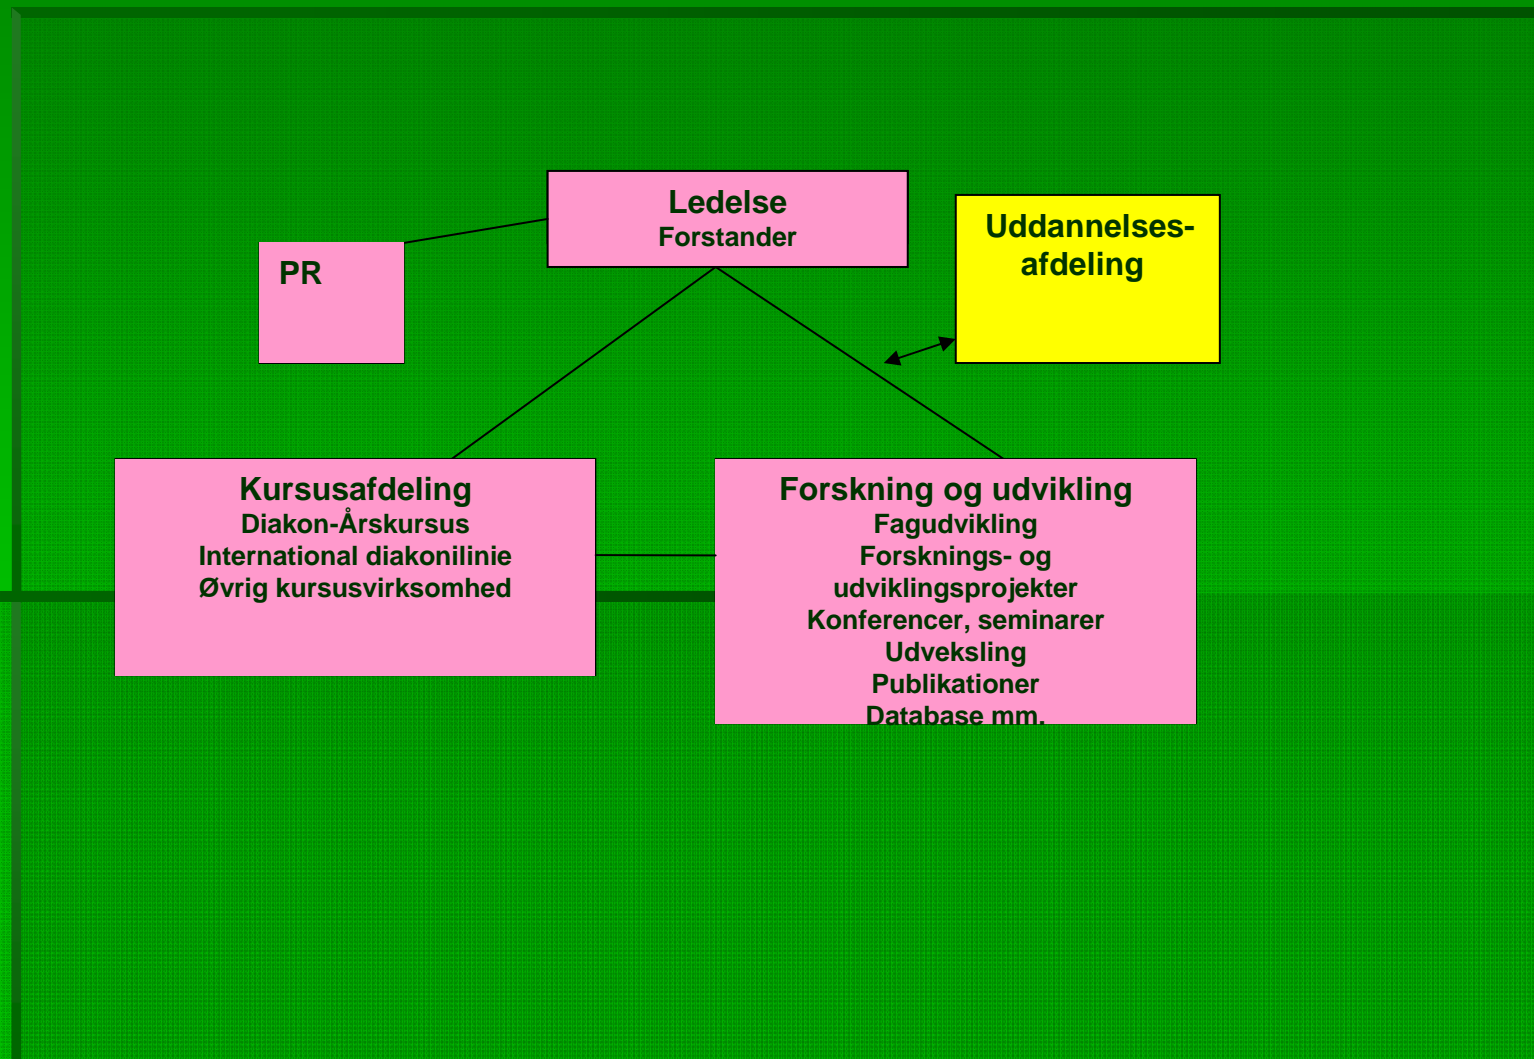 Ledelse
Forstander
PR
Uddannelses-
afdeling
Kursusafdeling
Diakon-Årskursus
International diakonilinie
Øvrig kursusvirksomhed
Forskning og udvikling
Fagudvikling
Forsknings- og
udviklingsprojekter
Konferencer, seminarer
Udveksling
Publikationer
Database mm.